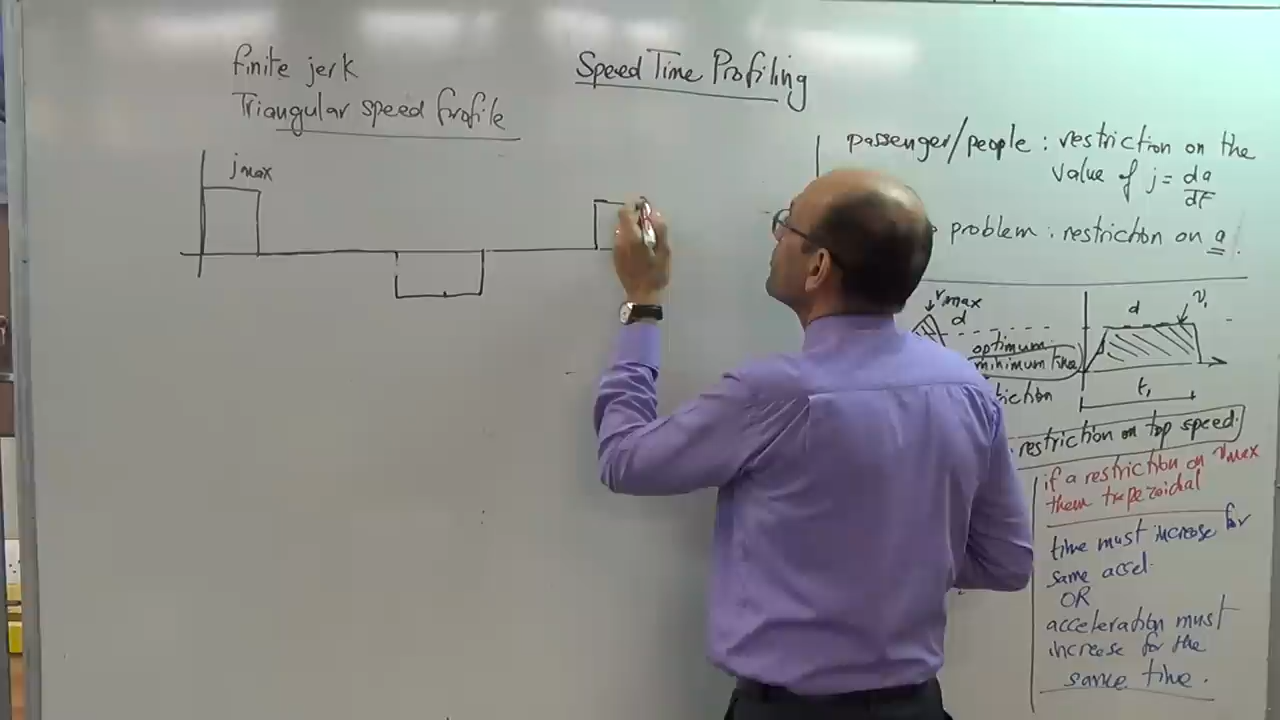 finite jerk
Triangular speed profile
Speed Time Profiling
jmax
passenger/people : restriction on the
value of j = da
dt
problem : restriction on a.
vmax
d
optimum
minimum time
d
v1
t1
restriction on top speed.
if a restriction on vmax
them trapezoidal
time must increase for
same accel.
OR
acceleration must
increase for the
same time.